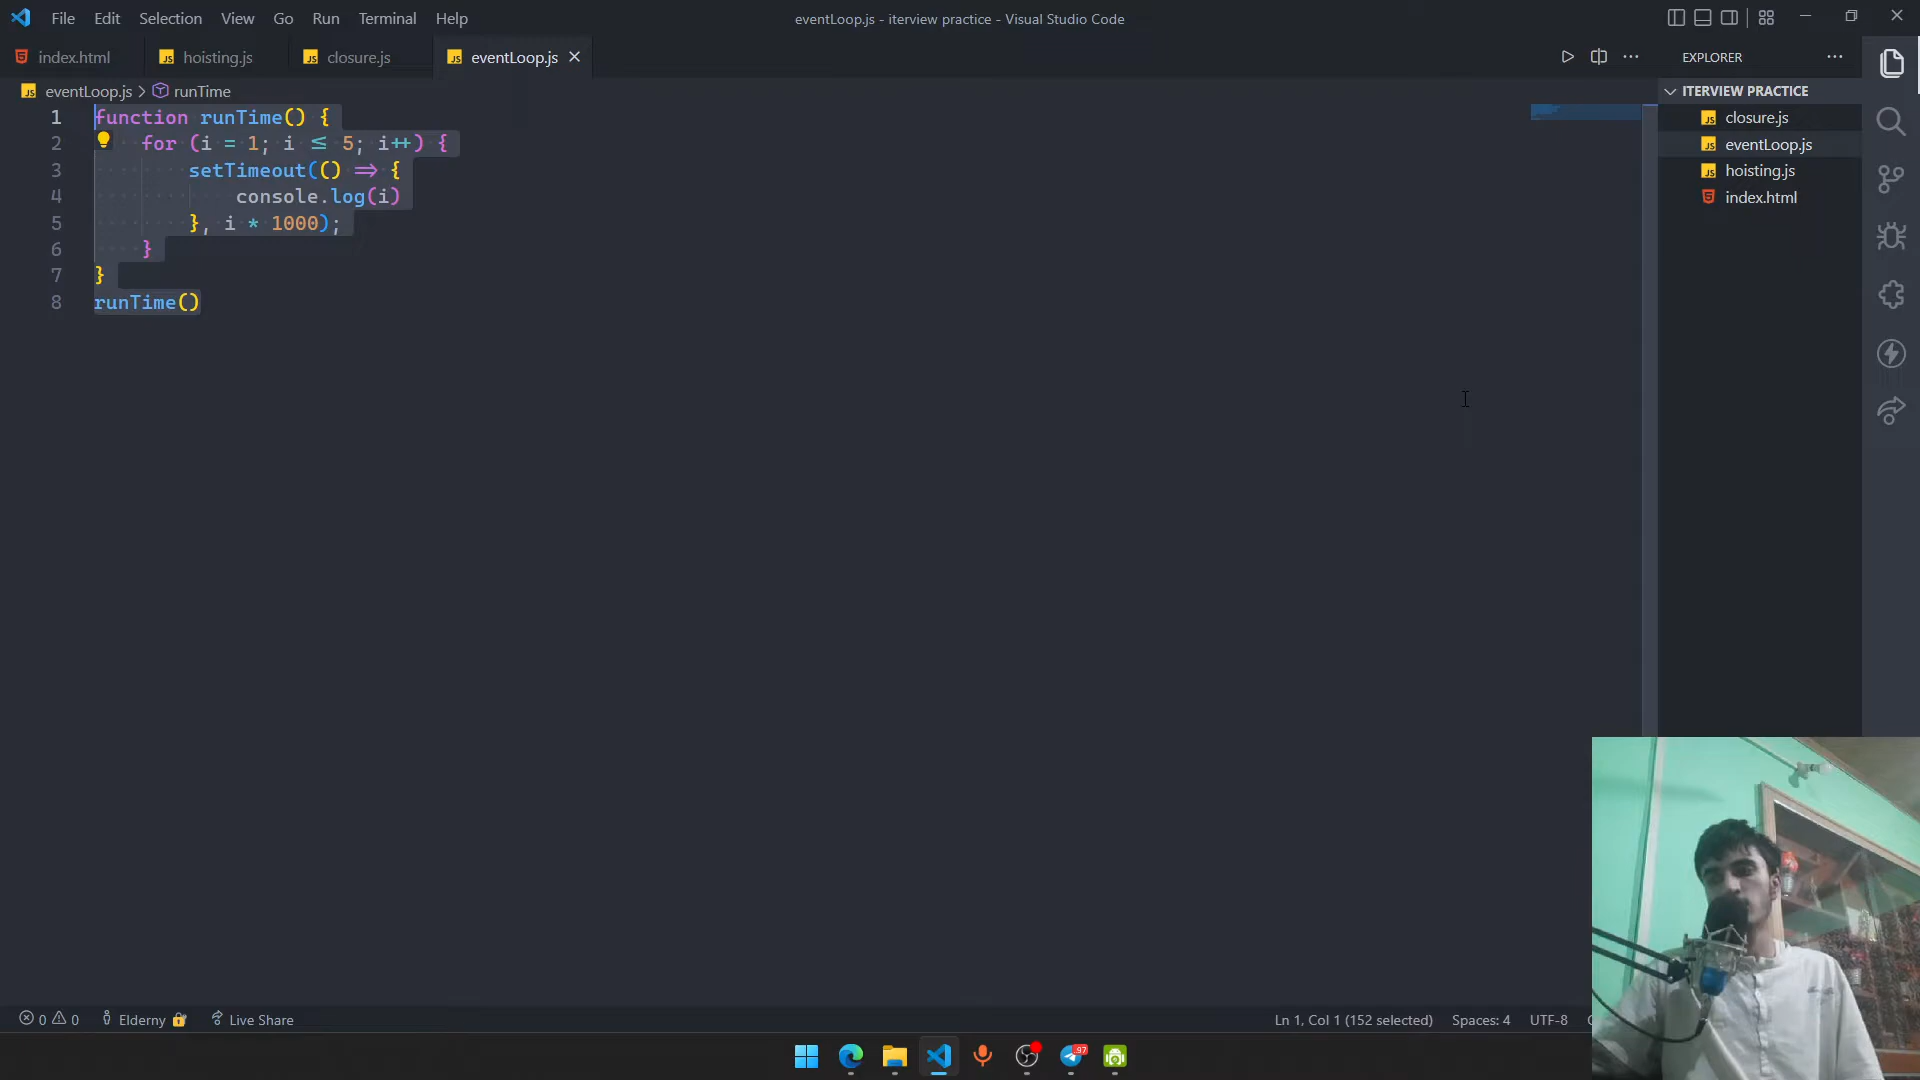 File Edit Selection View Go Run Terminal Help
eventLoop.js - iterview practice - Visual Studio Code
index.html hoisting.js closure.js eventLoop.js
EXPLORER
eventLoop.js > runTime
ITERVIEW PRACTICE
closure.js
eventLoop.js
hoisting.js
index.html
1 function runTime() {
2 for (i = 1; i ≤ 5; i++) {
3 setTimeout(() ⇒ {
4 console.log(i)
5 }, i * 1000);
6 }
7 }
8 runTime()
0 0 Elderny Live Share
Ln 1, Col 1 (152 selected) Spaces: 4 UTF-8
97